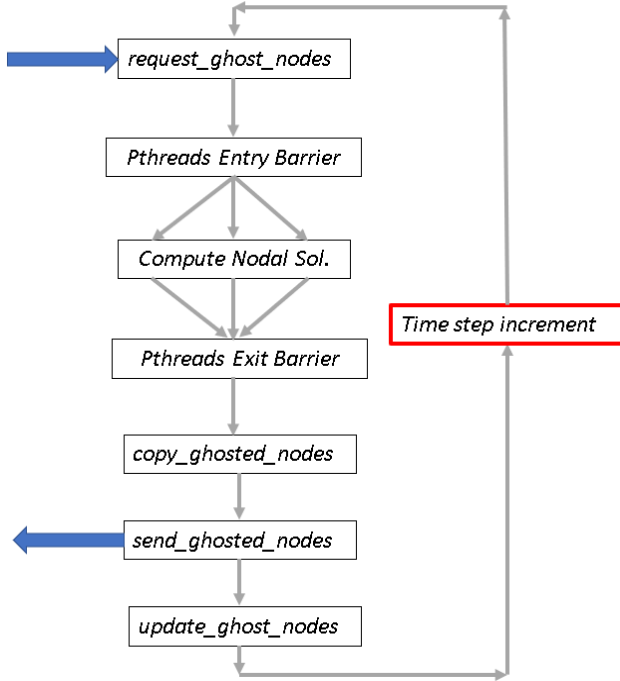 request_ghost_nodes
Pthreads Entry Barrier
Compute Nodal Sol.
Time step increment
Pthreads Exit Barrier
copy_ghosted_nodes
send_ghosted_nodes
update_ghost_nodes